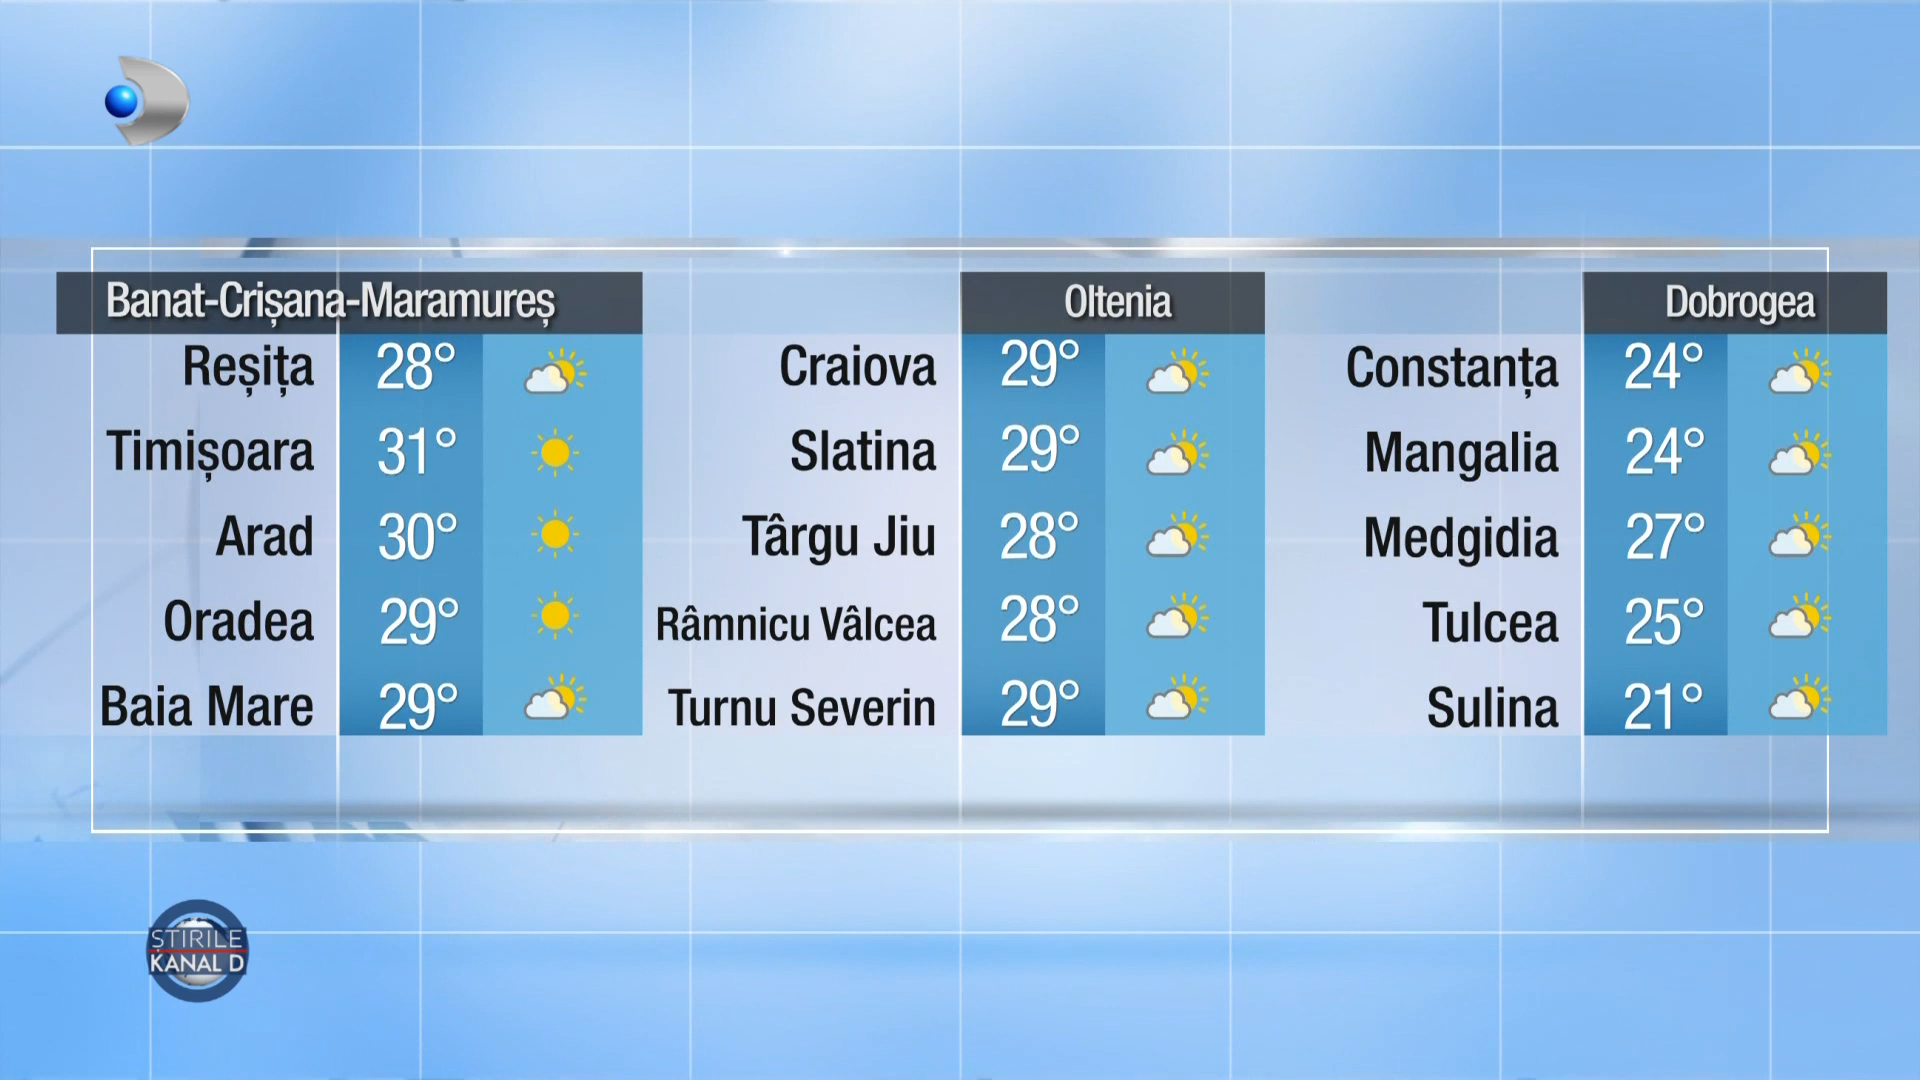 Banat-Crișana-Maramureș
Reșița 28°
Timișoara 31°
Arad 30°
Oradea 29°
Baia Mare 29°
Oltenia
Craiova 29°
Slatina 29°
Târgu Jiu 28°
Râmnicu Vâlcea 28°
Turnu Severin 29°
Dobrogea
Constanța 24°
Mangalia 24°
Medgidia 27°
Tulcea 25°
Sulina 21°
ȘTIRILE
KANAL D